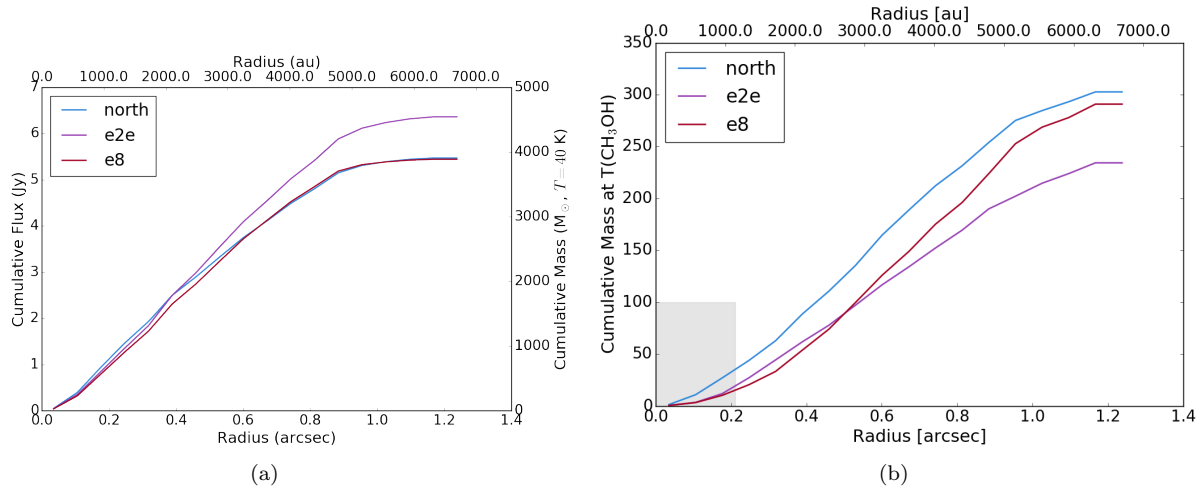 Radius (au)
0.0 1000.0 2000.0 3000.0 4000.0 5000.0 6000.0 7000.0
7
6
5
4
3
2
1
0
Cumulative Flux (Jy)
north
e2e
e8
5000
4000
3000
2000
1000
0
Cumulative Mass (M☉, T = 40 K)
0.0 0.2 0.4 0.6 0.8 1.0 1.2 1.4
Radius (arcsec)
(a)
Radius [au]
0.0 1000.0 2000.0 3000.0 4000.0 5000.0 6000.0 7000.0
350
300
250
200
150
100
50
0
Cumulative Mass at T(CH₃OH)
north
e2e
e8
0.0 0.2 0.4 0.6 0.8 1.0 1.2 1.4
Radius [arcsec]
(b)